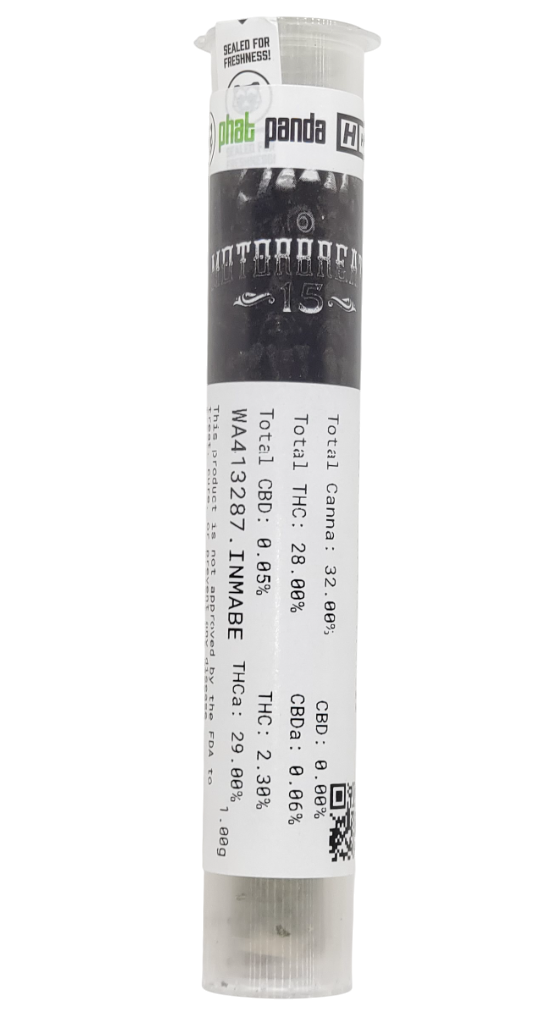 SEALED FOR
FRESHNESS!
phat panda
MOTORBREA
15
Total Canna: 32.00%
CBD: 0.00%
Total THC: 28.00%
CBDa: 0.06%
Total CBD: 0.05%
THC: 2.30%
WA413287.INMABE
THCa: 29.00%
This product is not approved by the FDA to
treat, cure, or prevent any disease
1.00g